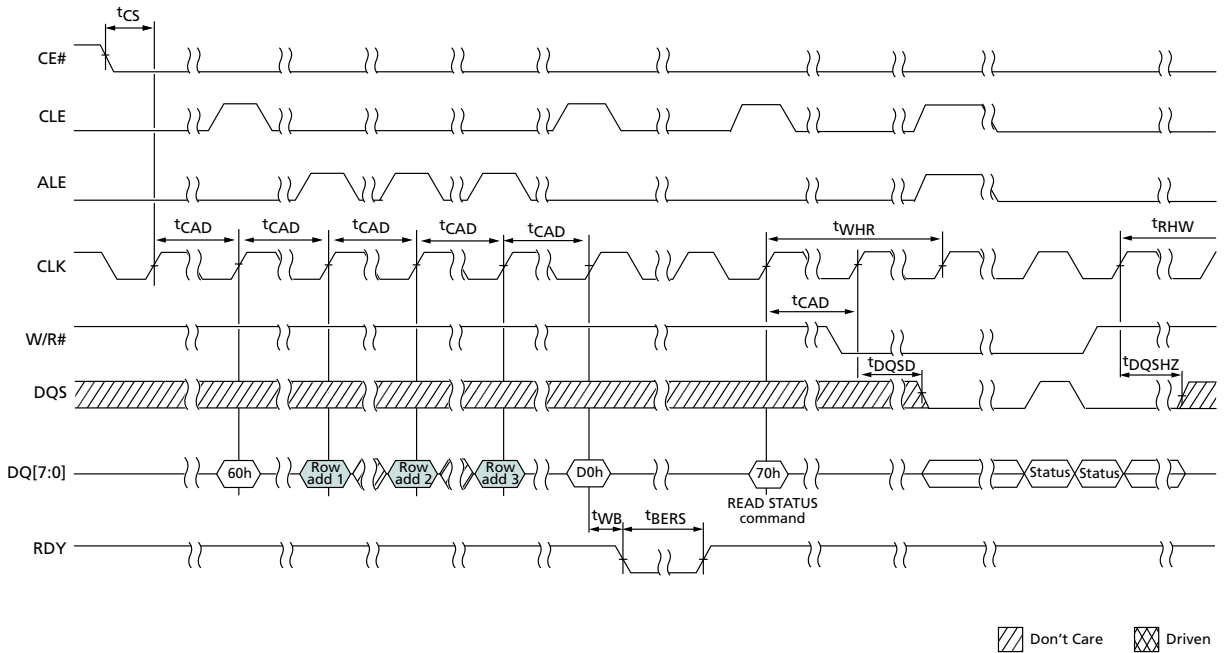 tCS
CE#
CLE
ALE
tCAD
tCAD
tCAD
tCAD
tCAD
tWHR
tRHW
CLK
tCAD
W/R#
tDQSD
tDQSHZ
DQS
DQ[7:0]
60h
Row
add 1
Row
add 2
Row
add 3
D0h
70h
Status
Status
READ STATUS
command
tWB
tBERS
RDY
Don't Care
Driven